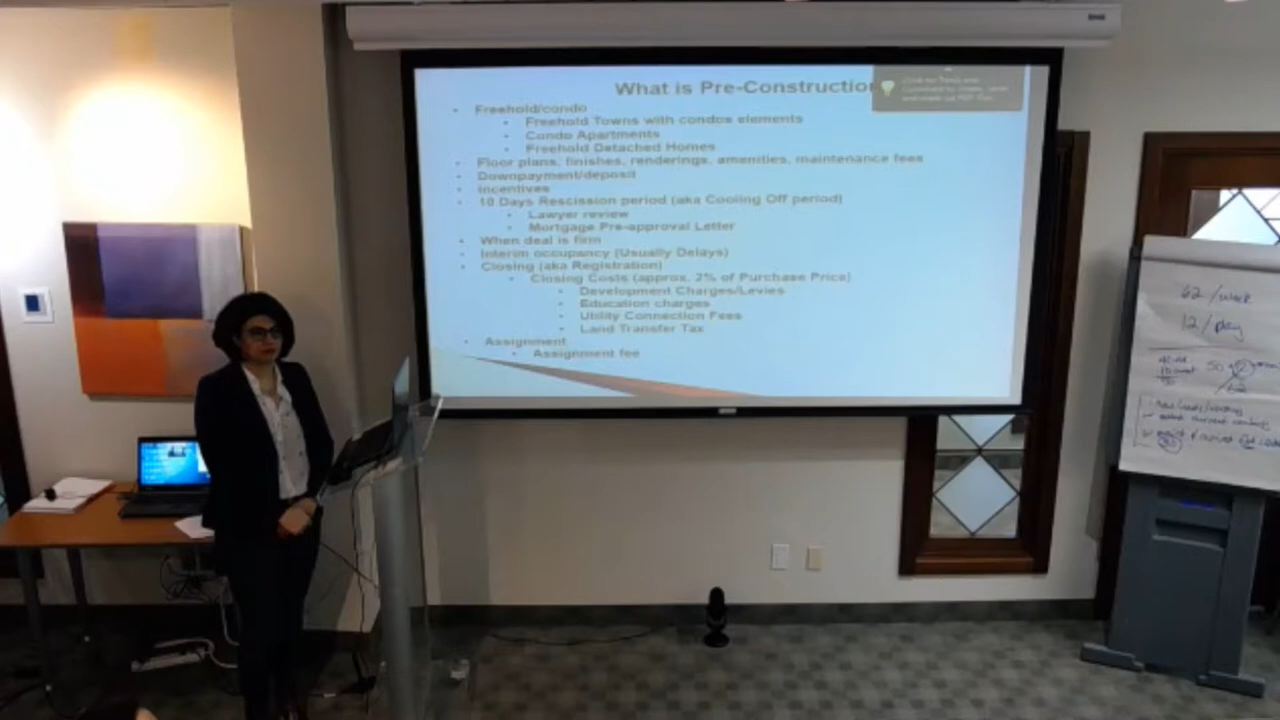 What is Pre-Construction
Freehold/condo
Freehold Towns with condos elements
Condo Apartments
Freehold Detached Homes
Floor plans, finishes, renderings, amenities, maintenance fees
Downpayment/deposit
Incentives
10 Days Rescission period (aka Cooling Off period)
Lawyer review
Mortgage Pre-approval Letter
When deal is firm
Interim occupancy (Usually Delays)
Closing (aka Registration)
Closing Costs (approx. 2% of Purchase Price)
Development Charges/Levies
Education charges
Utility Connection Fees
Land Transfer Tax
Assignment
Assignment fee
62 /week
12 / day
50